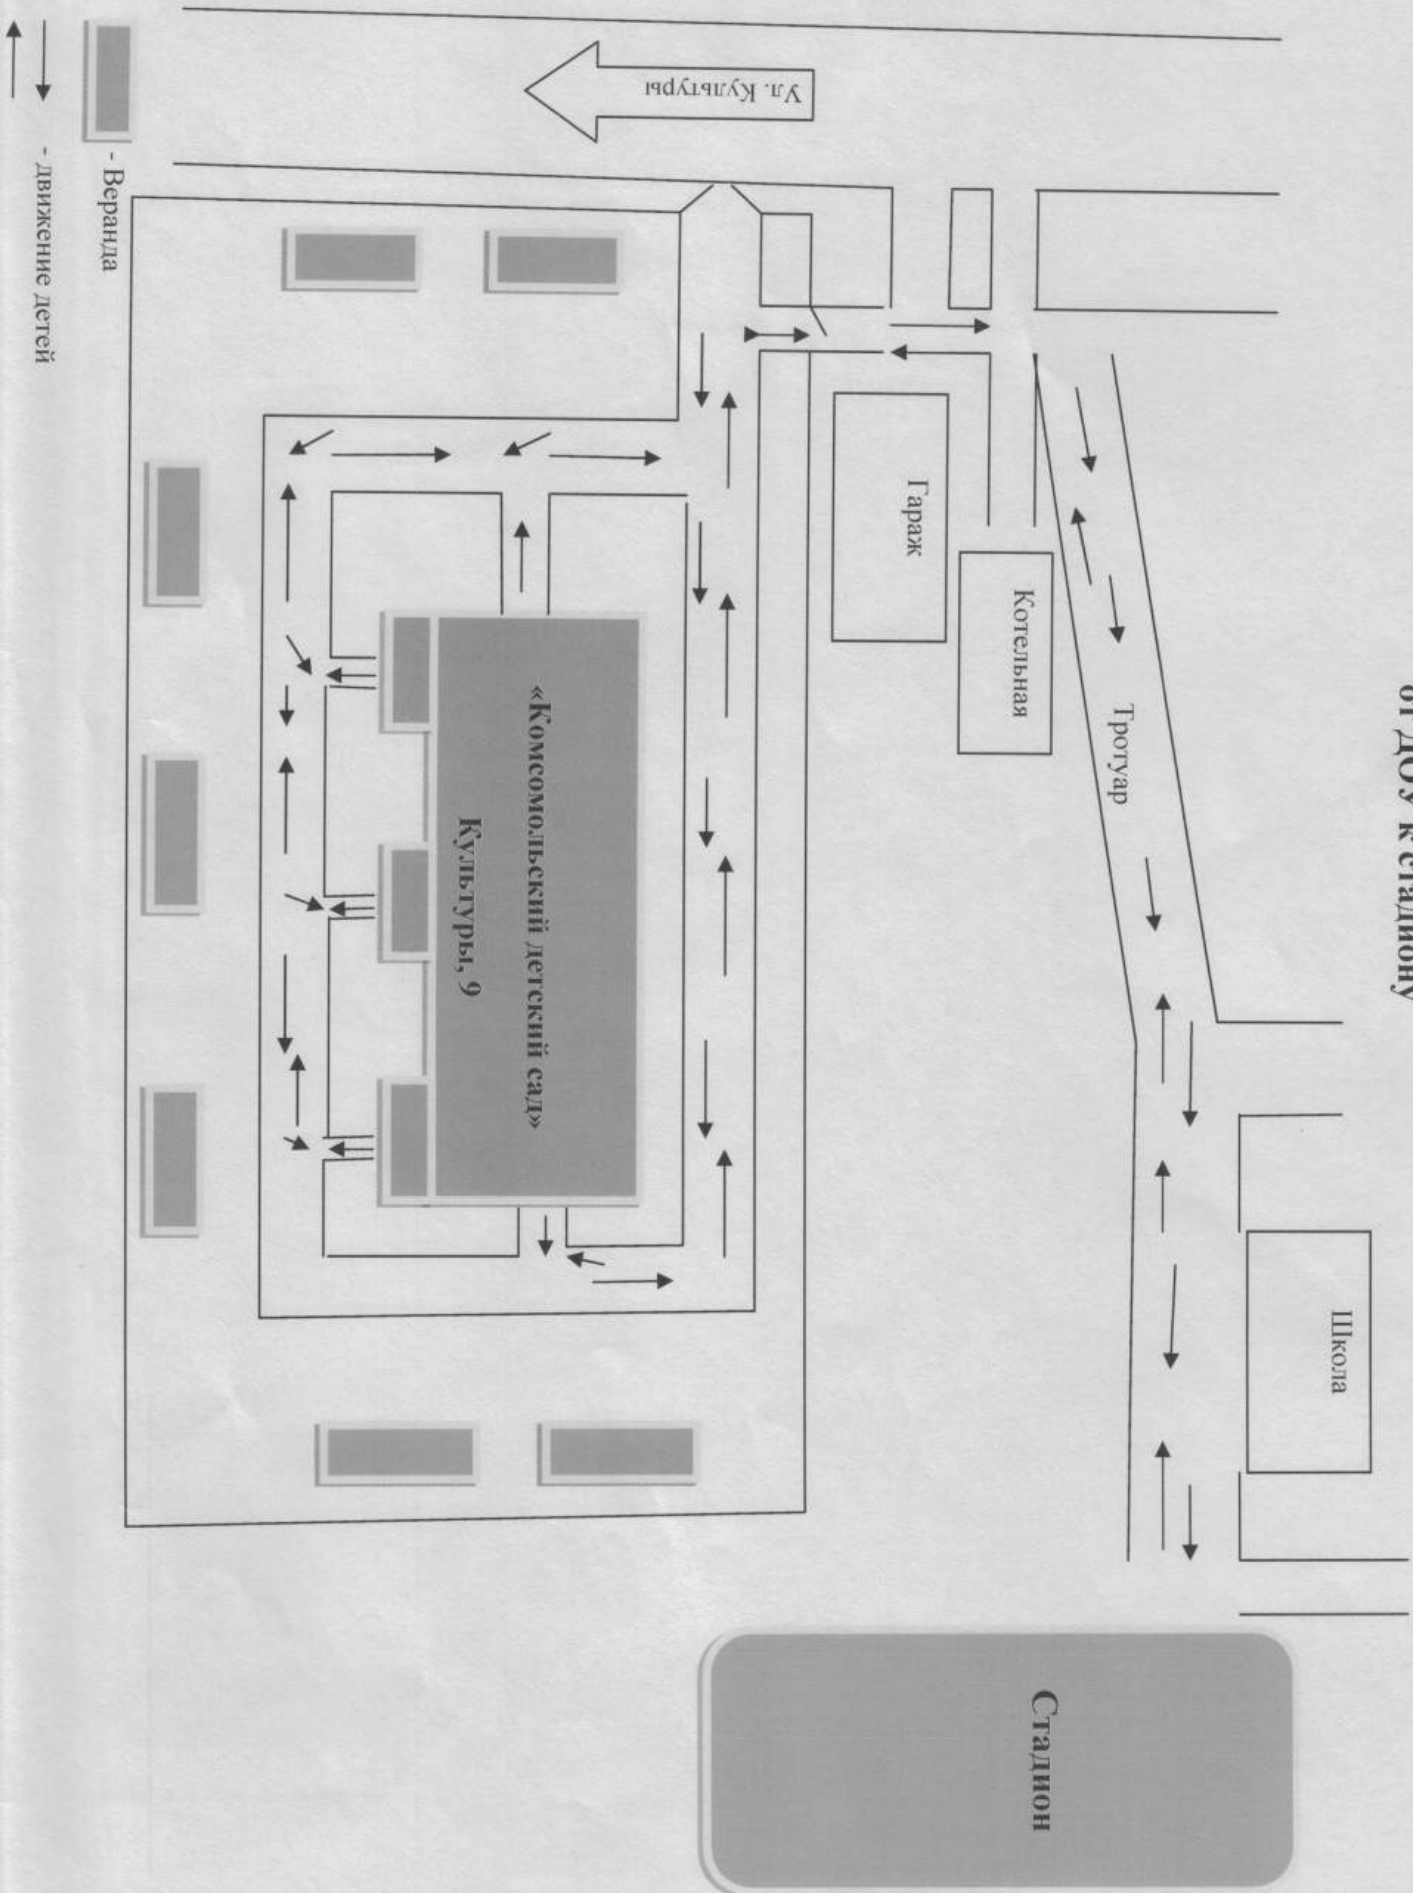 от ДОУ к стадиону
Школа
Стадион
Тротуар
Котельная
Гараж
Ул. Культуры
«Комсомольский детский сад»
Культуры, 9
- Веранда
- движение детей